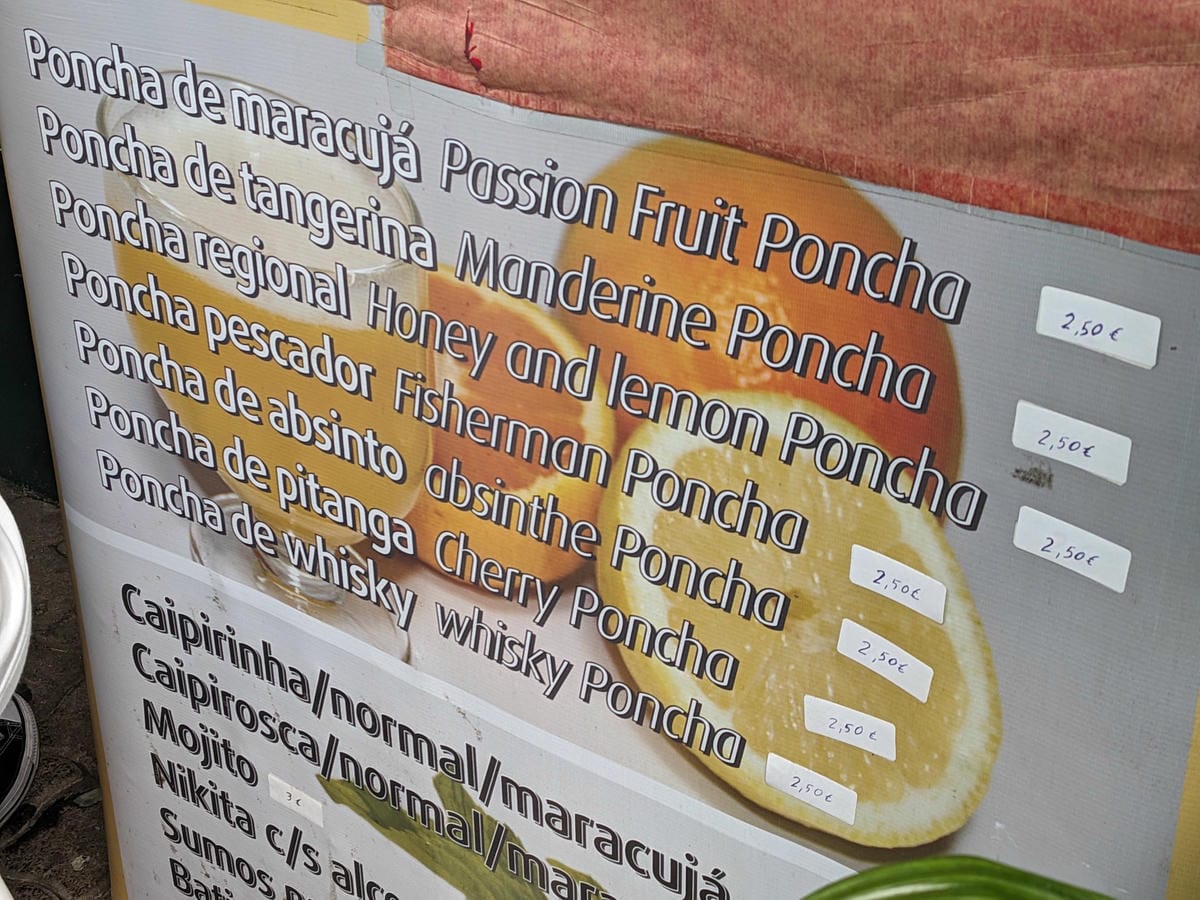 Poncha de maracujá Passion Fruit Poncha 2,50 €
Poncha de tangerina Manderine Poncha 2,50 €
Poncha regional Honey and lemon Poncha 2,50 €
Poncha pescador Fisherman Poncha 2,50 €
Poncha de absinto absinthe Poncha 2,50 €
Poncha de pitanga Cherry Poncha 2,50 €
Poncha de whisky whisky Poncha 2,50 €
Caipirinha/normal/maracujá
Caipirosca/normal/mara
Mojito 3 €
Nikita c/s alco
Sumos
Bati